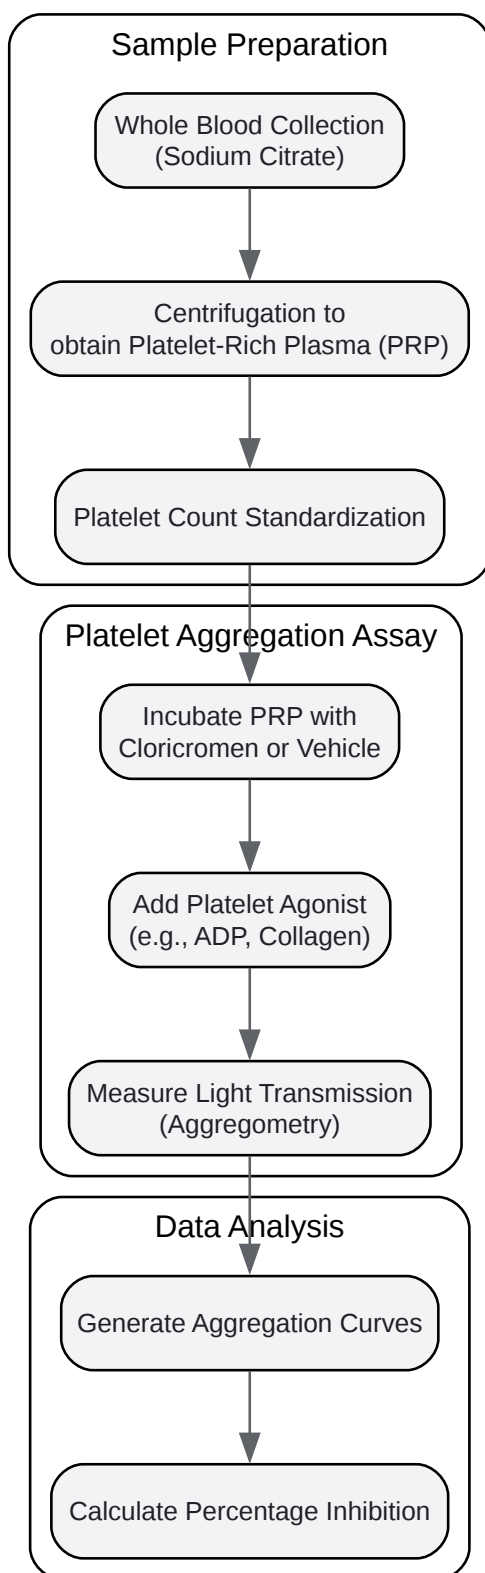 Sample Preparation
Whole Blood Collection
(Sodium Citrate)
Centrifugation to
obtain Platelet-Rich Plasma (PRP)
Platelet Count Standardization
Platelet Aggregation Assay
Incubate PRP with
Cloricromen or Vehicle
Add Platelet Agonist
(e.g., ADP, Collagen)
Measure Light Transmission
(Aggregometry)
Data Analysis
Generate Aggregation Curves
Calculate Percentage Inhibition